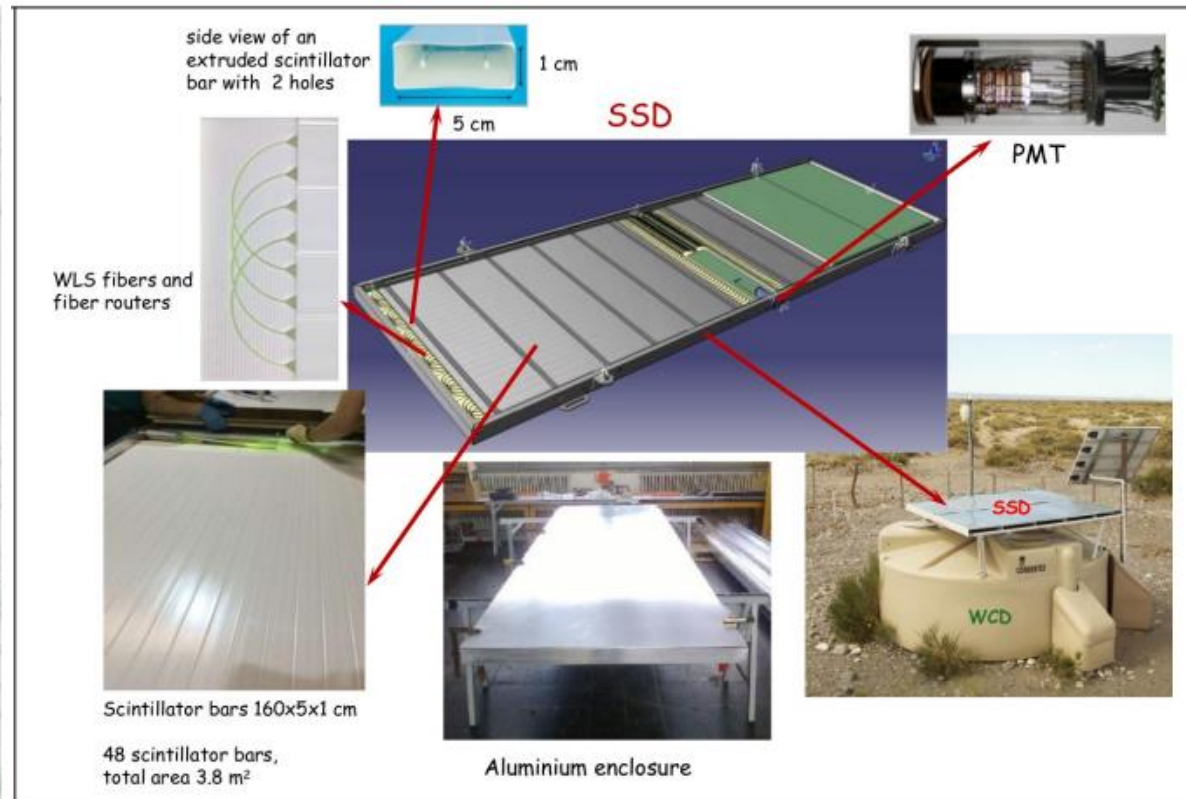 side view of an
extruded scintillator
bar with 2 holes
1 cm
5 cm
SSD
PMT
WLS fibers and
fiber routers
SSD
WCD
Scintillator bars 160x5x1 cm
48 scintillator bars,
total area 3.8 m²
Aluminium enclosure